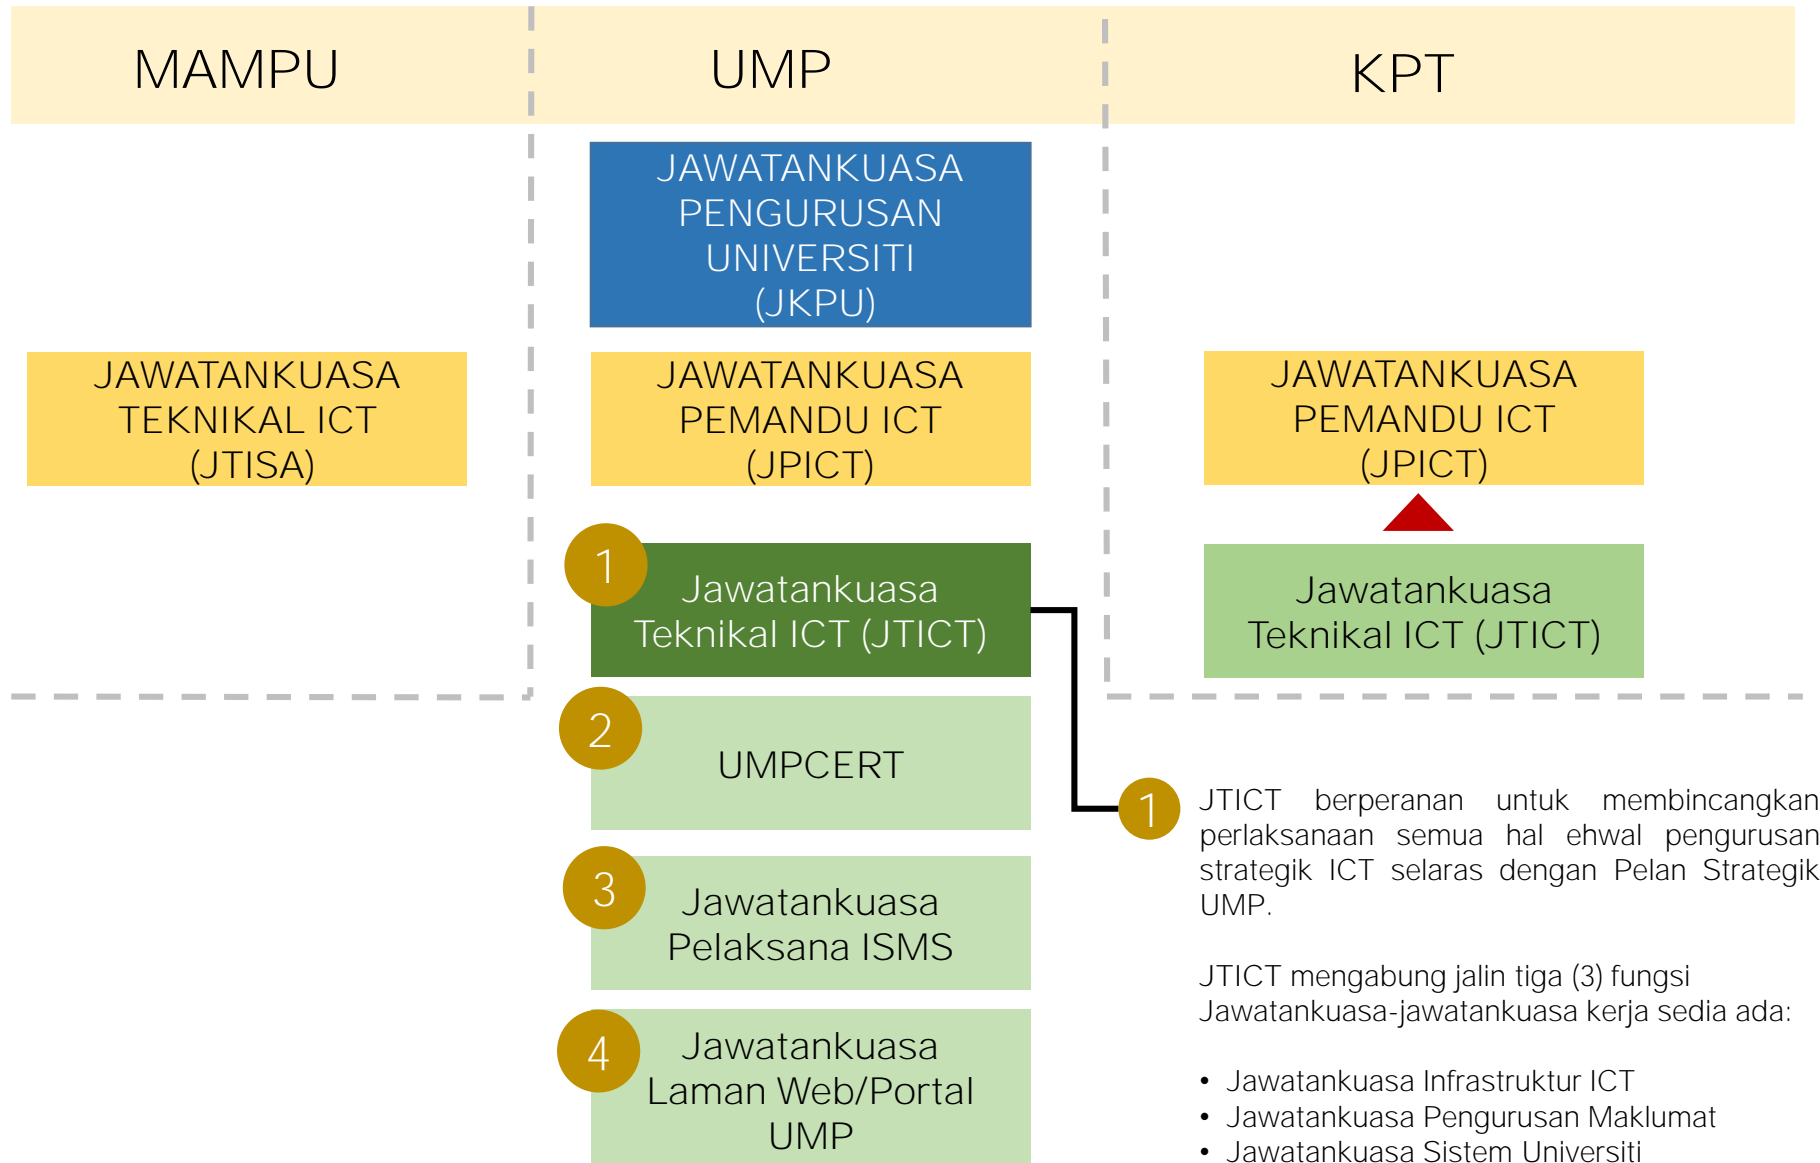 MAMPU
UMP
KPT
JAWATANKUASA
PENGURUSAN
UNIVERSITI
(JKPU)
JAWATANKUASA
TEKNIKAL ICT
(JTISA)
JAWATANKUASA
PEMANDU ICT
(JPICT)
JAWATANKUASA
PEMANDU ICT
(JPICT)
1
Jawatankuasa
Teknikal ICT (JTICT)
Jawatankuasa
Teknikal ICT (JTICT)
2
UMPCERT
3
Jawatankuasa
Pelaksana ISMS
4
Jawatankuasa
Laman Web/Portal
UMP
1
JTICT berperanan untuk membincangkan
perlaksanaan semua hal ehwal pengurusan
strategik ICT selaras dengan Pelan Strategik
UMP.
JTICT mengabung jalin tiga (3) fungsi
Jawatankuasa-jawatankuasa kerja sedia ada:
• Jawatankuasa Infrastruktur ICT
• Jawatankuasa Pengurusan Maklumat
• Jawatankuasa Sistem Universiti